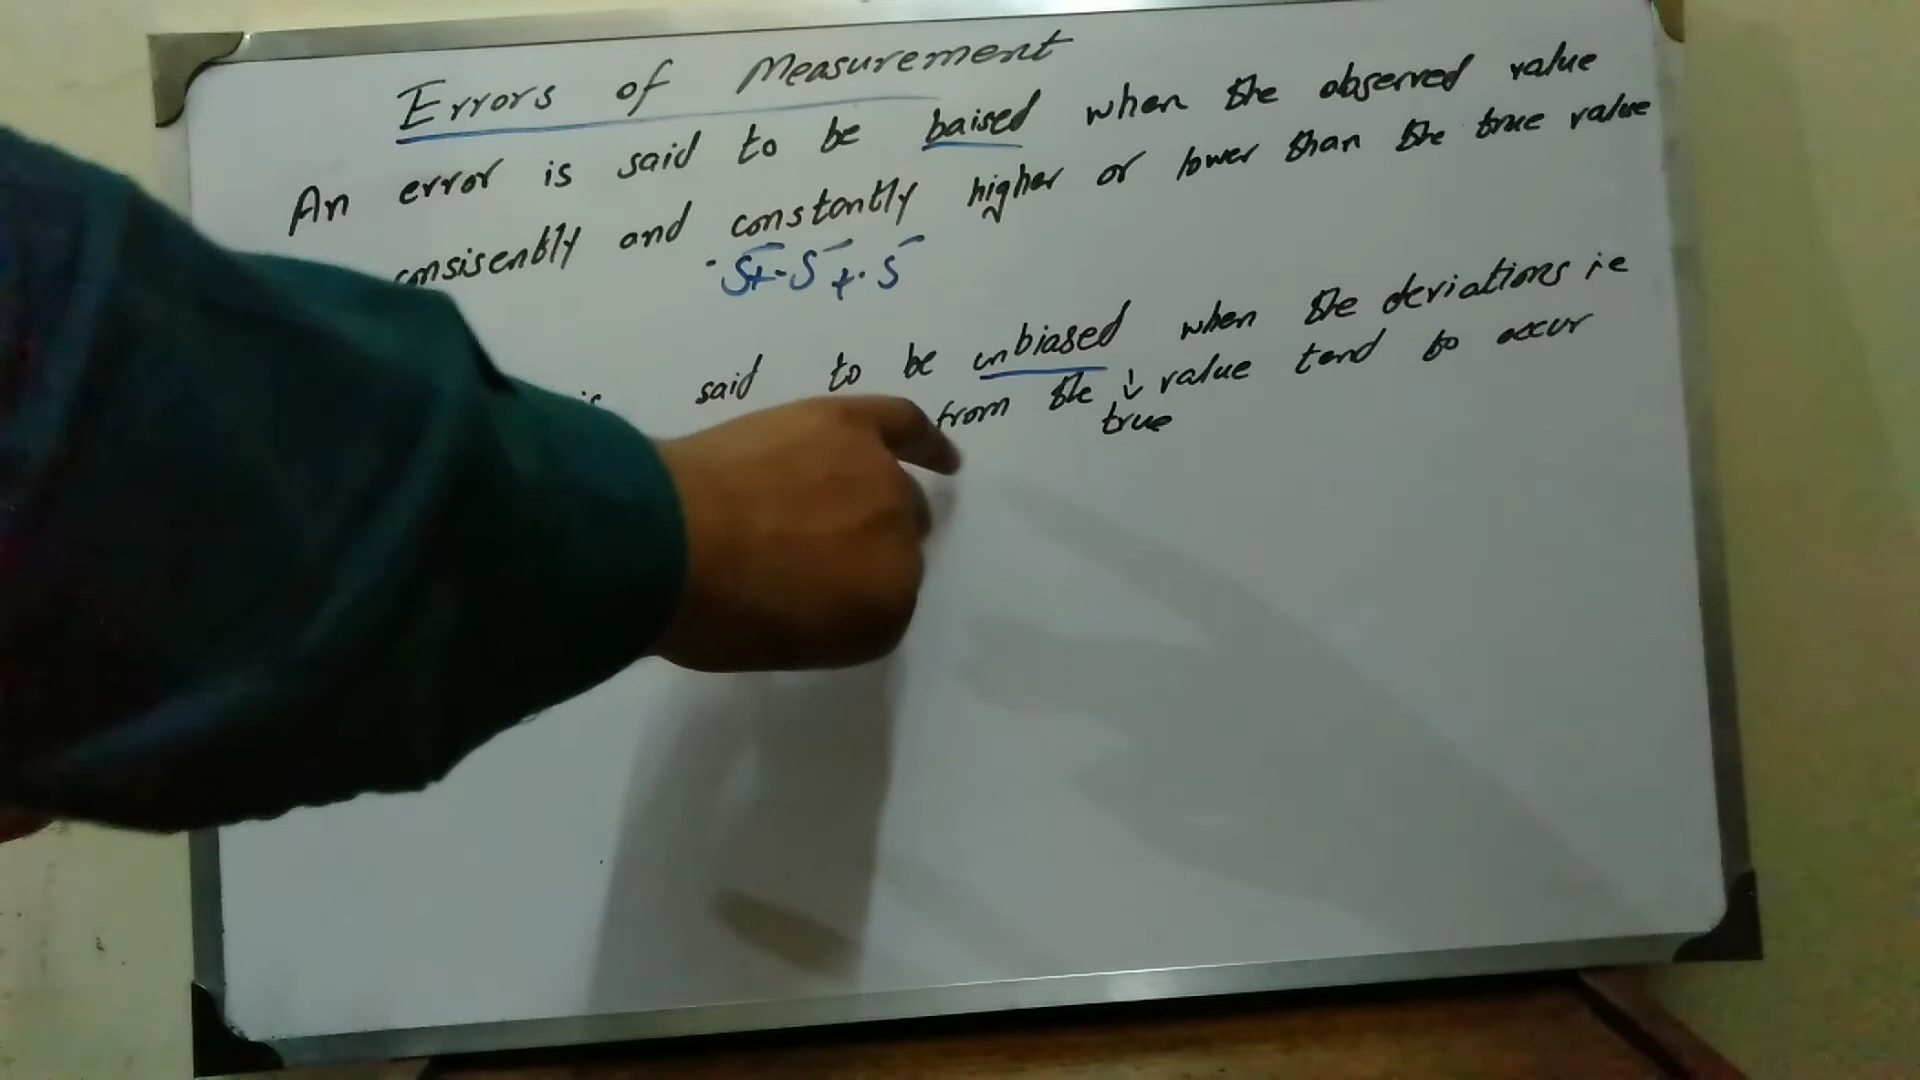 Errors of Measurement
An error is said to be baised when the observed value
and constantly higher or lower than the true value
said to be unbiased when the deviations ie
from the ↓ value tend to occur
true